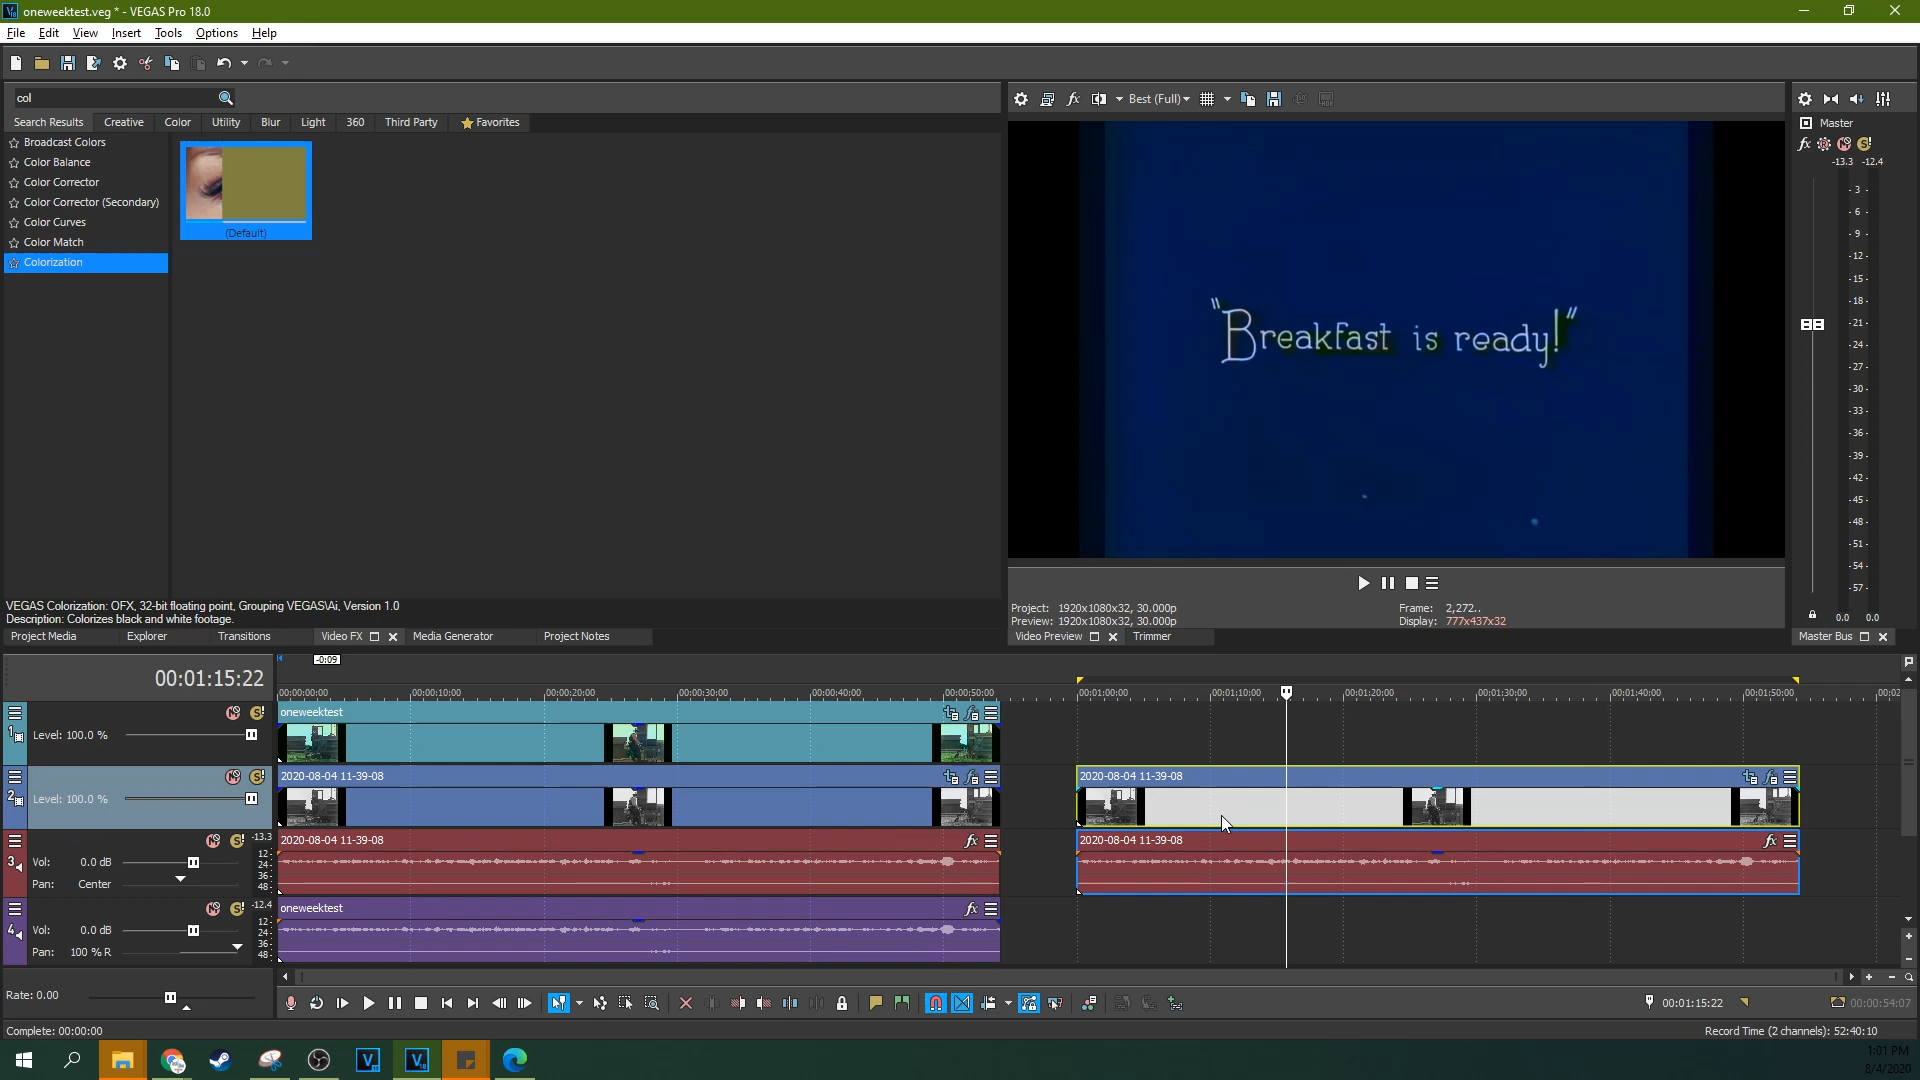 oneweektest.veg * - VEGAS Pro 18.0
File Edit View Insert Tools Options Help
col
Search Results Creative Color Utility Blur Light 360 Third Party Favorites
Broadcast Colors
Color Balance
Color Corrector
Color Corrector (Secondary)
Color Curves
Color Match
Colorization
(Default)
VEGAS Colorization: OFX, 32-bit floating point, Grouping VEGAS\Ai, Version 1.0
Description: Colorizes black and white footage.
Project Media Explorer Transitions Video FX Media Generator Project Notes
Best (Full)
"Breakfast is ready!"
Project: 1920x1080x32, 30.000p
Preview: 1920x1080x32, 30.000p
Frame: 2,272..
Display: 777x437x32
Video Preview Trimmer
Master
-13.3 -12.4
- 3 -
- 6 -
- 9 -
- 12 -
- 15 -
- 18 -
- 21 -
- 24 -
- 27 -
- 30 -
- 33 -
- 36 -
- 39 -
- 42 -
- 45 -
- 48 -
- 51 -
- 54 -
- 57 -
0.0 0.0
Master Bus
-0:09
00:01:15:22
00:00:00:00 00:00:10:00 00:00:20:00 00:00:30:00 00:00:40:00 00:00:50:00 00:01:00:00 00:01:10:00 00:01:20:00 00:01:30:00 00:01:40:00 00:01:50:00 00:02
1 Level: 100.0 %
oneweektest
2 Level: 100.0 %
2020-08-04 11-39-08 2020-08-04 11-39-08
3 Vol: 0.0 dB
Pan: Center
-13.3
12-
24-
36-
48-
2020-08-04 11-39-08 2020-08-04 11-39-08
4 Vol: 0.0 dB
Pan: 100 % R
-12.4
12-
24-
36-
48-
oneweektest
Rate: 0.00
00:01:15:22 00:00:54:07
Complete: 00:00:00
Record Time (2 channels): 52:40:10
1:01 PM
8/4/2020